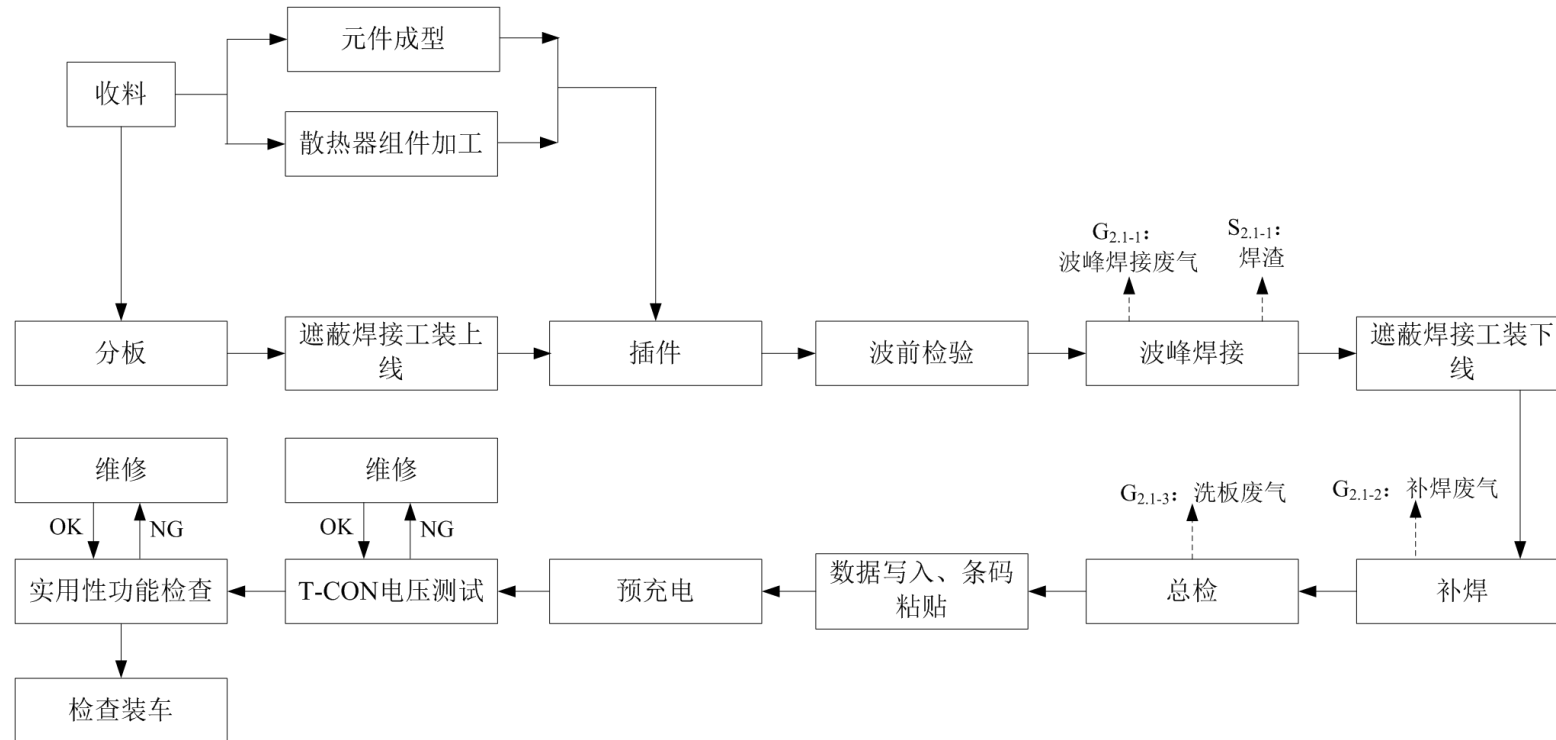 元件成型
收料
散热器组件加工
G2.1-1：
波峰焊接废气
S2.1-1：
焊渣
分板
遮蔽焊接工装上
线
插件
波前检验
波峰焊接
遮蔽焊接工装下
线
维修
维修
G2.1-3：洗板废气
G2.1-2：补焊废气
OK
NG
OK
NG
实用性功能检查
T-CON电压测试
预充电
数据写入、条码
粘贴
总检
补焊
检查装车